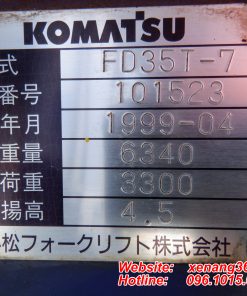 KOMATSU
式 FD35T-7
番号 101523
年月 1999-04
重量 6340
荷重 3300
揚高 4.5
松フォークリフト株式会社
Website: xenang36
Hotline: 096.1015.